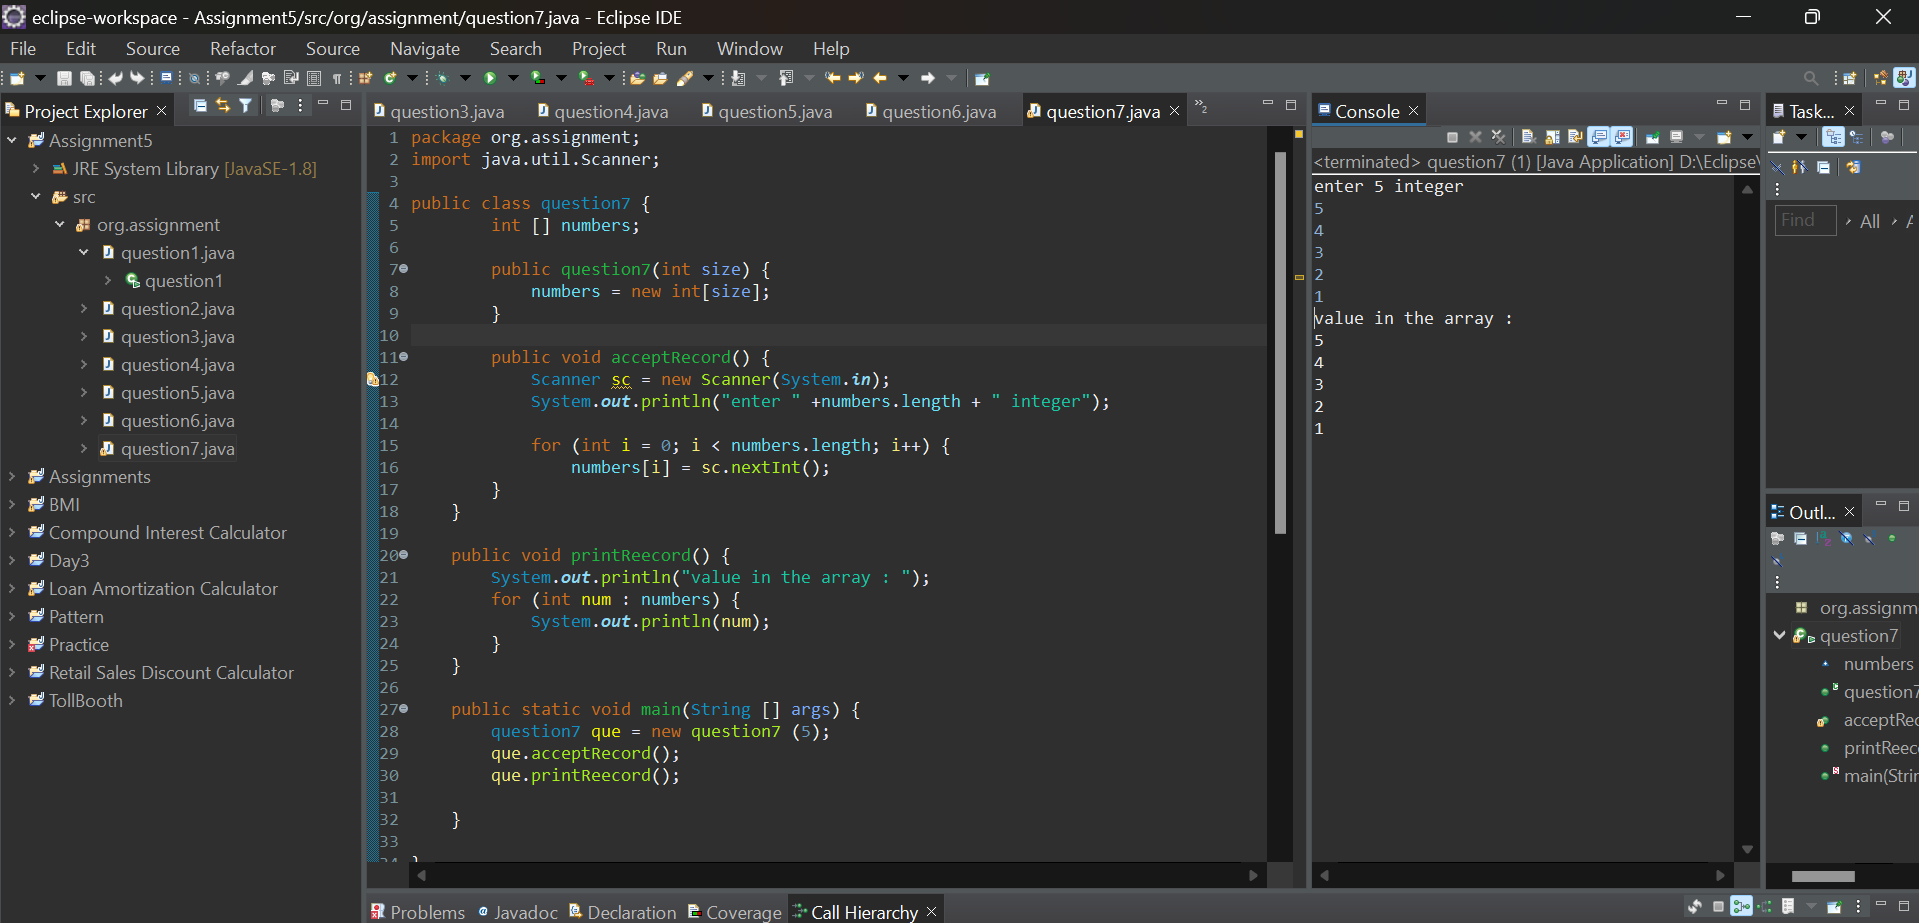 eclipse-workspace - Assignment5/src/org/assignment/question7.java - Eclipse IDE
File Edit Source Refactor Source Navigate Search Project Run Window Help
Project Explorer
Assignment5
JRE System Library [JavaSE-1.8]
src
org.assignment
question1.java
question1
question2.java
question3.java
question4.java
question5.java
question6.java
question7.java
Assignments
BMI
Compound Interest Calculator
Day3
Loan Amortization Calculator
Pattern
Practice
Retail Sales Discount Calculator
TollBooth
question3.java question4.java question5.java question6.java question7.java »2
1 package org.assignment;
2 import java.util.Scanner;
3
4 public class question7 {
5 int [] numbers;
6
7 public question7(int size) {
8 numbers = new int[size];
9 }
10
11 public void acceptRecord() {
12 Scanner sc = new Scanner(System.in);
13 System.out.println("enter " +numbers.length + " integer");
14
15 for (int i = 0; i < numbers.length; i++) {
16 numbers[i] = sc.nextInt();
17 }
18 }
19
20 public void printReecord() {
21 System.out.println("value in the array : ");
22 for (int num : numbers) {
23 System.out.println(num);
24 }
25 }
26
27 public static void main(String [] args) {
28 question7 que = new question7 (5);
29 que.acceptRecord();
30 que.printReecord();
31
32 }
33
34 }
Console
<terminated> question7 (1) [Java Application] D:\Eclipse\
enter 5 integer
5
4
3
2
1
value in the array :
5
4
3
2
1
Task...
Find All
Outl...
org.assignm
question7
numbers
question7
acceptRec
printReec
main(Strin
Problems Javadoc Declaration Coverage Call Hierarchy